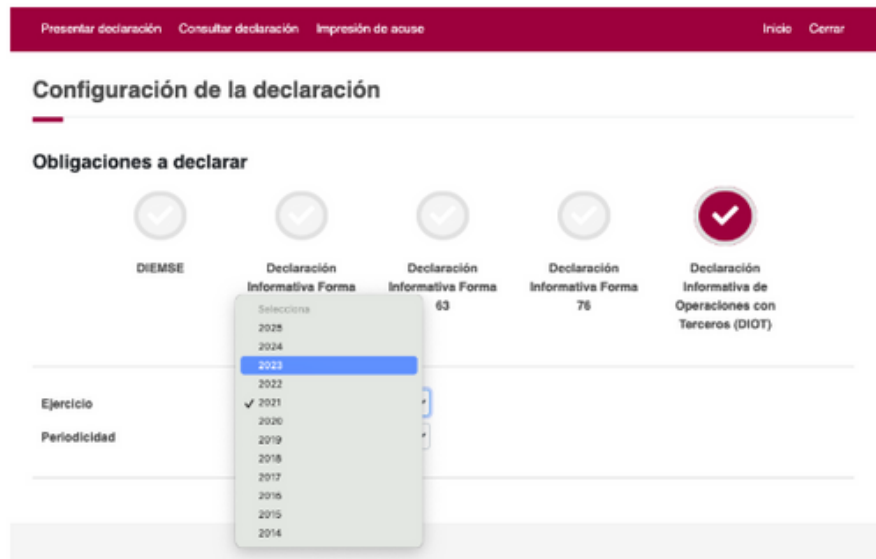 Presentar declaración Consultar declaración Impresión de acuse Inicio Cerrar
Configuración de la declaración
Obligaciones a declarar
DIEMSE
Declaración
Informativa Forma
Declaración
Informativa Forma
63
Declaración
Informativa Forma
76
Declaración
Informativa de
Operaciones con
Terceros (DIOT)
Selecciona
2025
2024
2023
2022
✓ 2021
2020
2019
2018
2017
2016
2015
2014
Ejercicio
Periodicidad